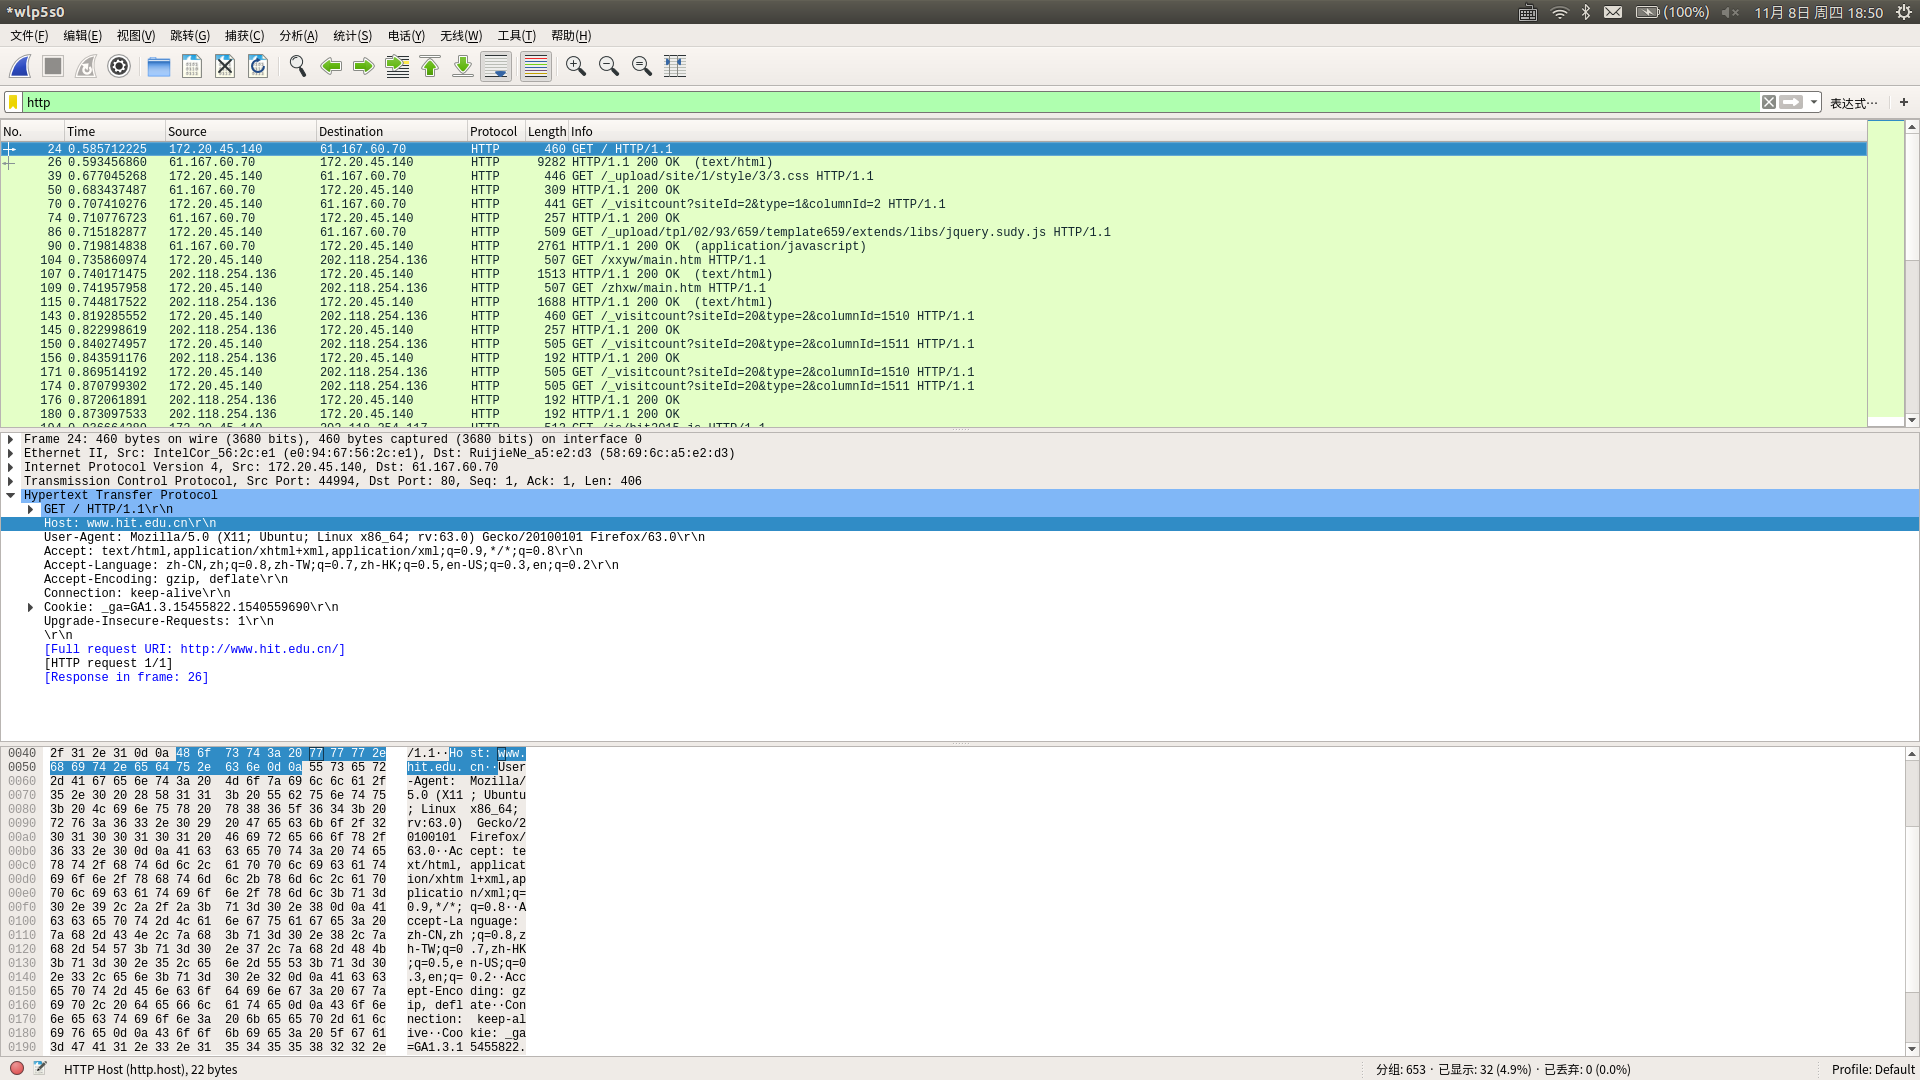 *wlp5s0
(100%) 11月 8日 周四 18:50
文件(F) 编辑(E) 视图(V) 跳转(G) 捕获(C) 分析(A) 统计(S) 电话(Y) 无线(W) 工具(T) 帮助(H)
http 表达式… +
No. Time Source Destination Protocol Length Info
24 0.585712225 172.20.45.140 61.167.60.70 HTTP 460 GET / HTTP/1.1
26 0.593456860 61.167.60.70 172.20.45.140 HTTP 9282 HTTP/1.1 200 OK (text/html)
39 0.677045268 172.20.45.140 61.167.60.70 HTTP 446 GET /_upload/site/1/style/3/3.css HTTP/1.1
50 0.683437487 61.167.60.70 172.20.45.140 HTTP 309 HTTP/1.1 200 OK
70 0.707410276 172.20.45.140 61.167.60.70 HTTP 441 GET /_visitcount?siteId=2&type=1&columnId=2 HTTP/1.1
74 0.710776723 61.167.60.70 172.20.45.140 HTTP 257 HTTP/1.1 200 OK
86 0.715182877 172.20.45.140 61.167.60.70 HTTP 509 GET /_upload/tpl/02/93/659/template659/extends/libs/jquery.sudy.js HTTP/1.1
90 0.719814838 61.167.60.70 172.20.45.140 HTTP 2761 HTTP/1.1 200 OK (application/javascript)
104 0.735860974 172.20.45.140 202.118.254.136 HTTP 507 GET /xxyw/main.htm HTTP/1.1
107 0.740171475 202.118.254.136 172.20.45.140 HTTP 1513 HTTP/1.1 200 OK (text/html)
109 0.741957958 172.20.45.140 202.118.254.136 HTTP 507 GET /zhxw/main.htm HTTP/1.1
115 0.744817522 202.118.254.136 172.20.45.140 HTTP 1688 HTTP/1.1 200 OK (text/html)
143 0.819285552 172.20.45.140 202.118.254.136 HTTP 460 GET /_visitcount?siteId=20&type=2&columnId=1510 HTTP/1.1
145 0.822998619 202.118.254.136 172.20.45.140 HTTP 257 HTTP/1.1 200 OK
150 0.840274957 172.20.45.140 202.118.254.136 HTTP 505 GET /_visitcount?siteId=20&type=2&columnId=1511 HTTP/1.1
156 0.843591176 202.118.254.136 172.20.45.140 HTTP 192 HTTP/1.1 200 OK
171 0.869514192 172.20.45.140 202.118.254.136 HTTP 505 GET /_visitcount?siteId=20&type=2&columnId=1510 HTTP/1.1
174 0.870799302 172.20.45.140 202.118.254.136 HTTP 505 GET /_visitcount?siteId=20&type=2&columnId=1511 HTTP/1.1
176 0.872061891 202.118.254.136 172.20.45.140 HTTP 192 HTTP/1.1 200 OK
180 0.873097533 202.118.254.136 172.20.45.140 HTTP 192 HTTP/1.1 200 OK
Frame 24: 460 bytes on wire (3680 bits), 460 bytes captured (3680 bits) on interface 0
Ethernet II, Src: IntelCor_56:2c:e1 (e0:94:67:56:2c:e1), Dst: RuijieNe_a5:e2:d3 (58:69:6c:a5:e2:d3)
Internet Protocol Version 4, Src: 172.20.45.140, Dst: 61.167.60.70
Transmission Control Protocol, Src Port: 44994, Dst Port: 80, Seq: 1, Ack: 1, Len: 406
Hypertext Transfer Protocol
GET / HTTP/1.1\r\n
Host: www.hit.edu.cn\r\n
User-Agent: Mozilla/5.0 (X11; Ubuntu; Linux x86_64; rv:63.0) Gecko/20100101 Firefox/63.0\r\n
Accept: text/html,application/xhtml+xml,application/xml;q=0.9,*/*;q=0.8\r\n
Accept-Language: zh-CN,zh;q=0.8,zh-TW;q=0.7,zh-HK;q=0.5,en-US;q=0.3,en;q=0.2\r\n
Accept-Encoding: gzip, deflate\r\n
Connection: keep-alive\r\n
Cookie: _ga=GA1.3.15455822.1540559690\r\n
Upgrade-Insecure-Requests: 1\r\n
\r\n
[Full request URI: http://www.hit.edu.cn/]
[HTTP request 1/1]
[Response in frame: 26]
0040 2f 31 2e 31 0d 0a 48 6f 73 74 3a 20 77 77 77 2e /1.1··Ho st: www.
0050 68 69 74 2e 65 64 75 2e 63 6e 0d 0a 55 73 65 72 hit.edu. cn··User
0060 2d 41 67 65 6e 74 3a 20 4d 6f 7a 69 6c 6c 61 2f -Agent: Mozilla/
0070 35 2e 30 20 28 58 31 31 3b 20 55 62 75 6e 74 75 5.0 (X11 ; Ubuntu
0080 3b 20 4c 69 6e 75 78 20 78 38 36 5f 36 34 3b 20 ; Linux x86_64;
0090 72 76 3a 36 33 2e 30 29 20 47 65 63 6b 6f 2f 32 rv:63.0) Gecko/2
00a0 30 31 30 30 31 30 31 20 46 69 72 65 66 6f 78 2f 0100101 Firefox/
00b0 36 33 2e 30 0d 0a 41 63 63 65 70 74 3a 20 74 65 63.0··Ac cept: te
00c0 78 74 2f 68 74 6d 6c 2c 61 70 70 6c 69 63 61 74 xt/html, applicat
00d0 69 6f 6e 2f 78 68 74 6d 6c 2b 78 6d 6c 2c 61 70 ion/xhtm l+xml,ap
00e0 70 6c 69 63 61 74 69 6f 6e 2f 78 6d 6c 3b 71 3d plicatio n/xml;q=
00f0 30 2e 39 2c 2a 2f 2a 3b 71 3d 30 2e 38 0d 0a 41 0.9,*/*; q=0.8··A
0100 63 63 65 70 74 2d 4c 61 6e 67 75 61 67 65 3a 20 ccept-La nguage:
0110 7a 68 2d 43 4e 2c 7a 68 3b 71 3d 30 2e 38 2c 7a zh-CN,zh ;q=0.8,z
0120 68 2d 54 57 3b 71 3d 30 2e 37 2c 7a 68 2d 48 4b h-TW;q=0 .7,zh-HK
0130 3b 71 3d 30 2e 35 2c 65 6e 2d 55 53 3b 71 3d 30 ;q=0.5,e n-US;q=0
0140 2e 33 2c 65 6e 3b 71 3d 30 2e 32 0d 0a 41 63 63 .3,en;q= 0.2··Acc
0150 65 70 74 2d 45 6e 63 6f 64 69 6e 67 3a 20 67 7a ept-Enco ding: gz
0160 69 70 2c 20 64 65 66 6c 61 74 65 0d 0a 43 6f 6e ip, defl ate··Con
0170 6e 65 63 74 69 6f 6e 3a 20 6b 65 65 70 2d 61 6c nection: keep-al
0180 69 76 65 0d 0a 43 6f 6f 6b 69 65 3a 20 5f 67 61 ive··Coo kie: _ga
0190 3d 47 41 31 2e 33 2e 31 35 34 35 35 38 32 32 2e =GA1.3.1 5455822.
HTTP Host (http.host), 22 bytes 分组: 653 · 已显示: 32 (4.9%) · 已丢弃: 0 (0.0%) Profile: Default